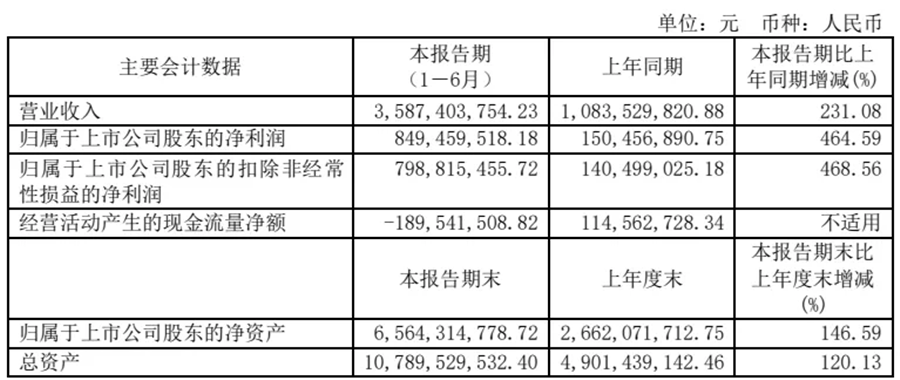 单位：元 币种：人民币
主要会计数据 本报告期（1－6月） 上年同期 本报告期比上年同期增减(%)
营业收入 3,587,403,754.23 1,083,529,820.88 231.08
归属于上市公司股东的净利润 849,459,518.18 150,456,890.75 464.59
归属于上市公司股东的扣除非经常性损益的净利润 798,815,455.72 140,499,025.18 468.56
经营活动产生的现金流量净额 -189,541,508.82 114,562,728.34 不适用
本报告期末 上年度末 本报告期末比上年度末增减(%)
归属于上市公司股东的净资产 6,564,314,778.72 2,662,071,712.75 146.59
总资产 10,789,529,532.40 4,901,439,142.46 120.13